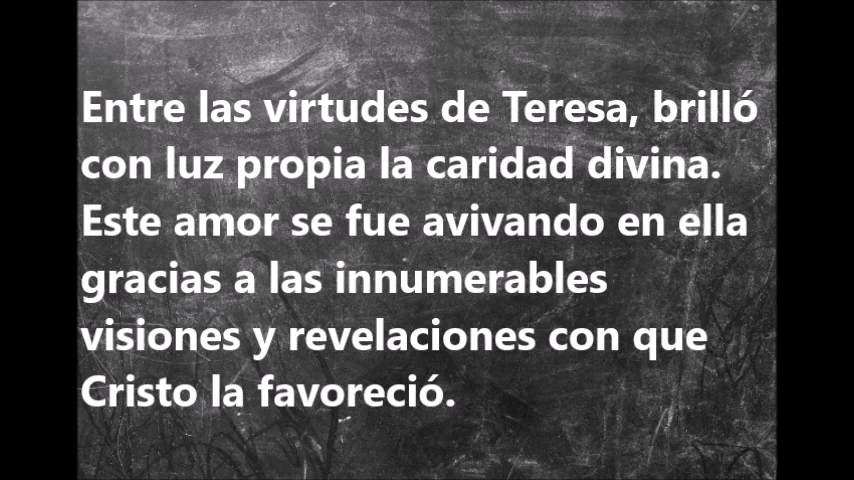 Entre las virtudes de Teresa, brilló
con luz propia la caridad divina.
Este amor se fue avivando en ella
gracias a las innumerables
visiones y revelaciones con que
Cristo la favoreció.